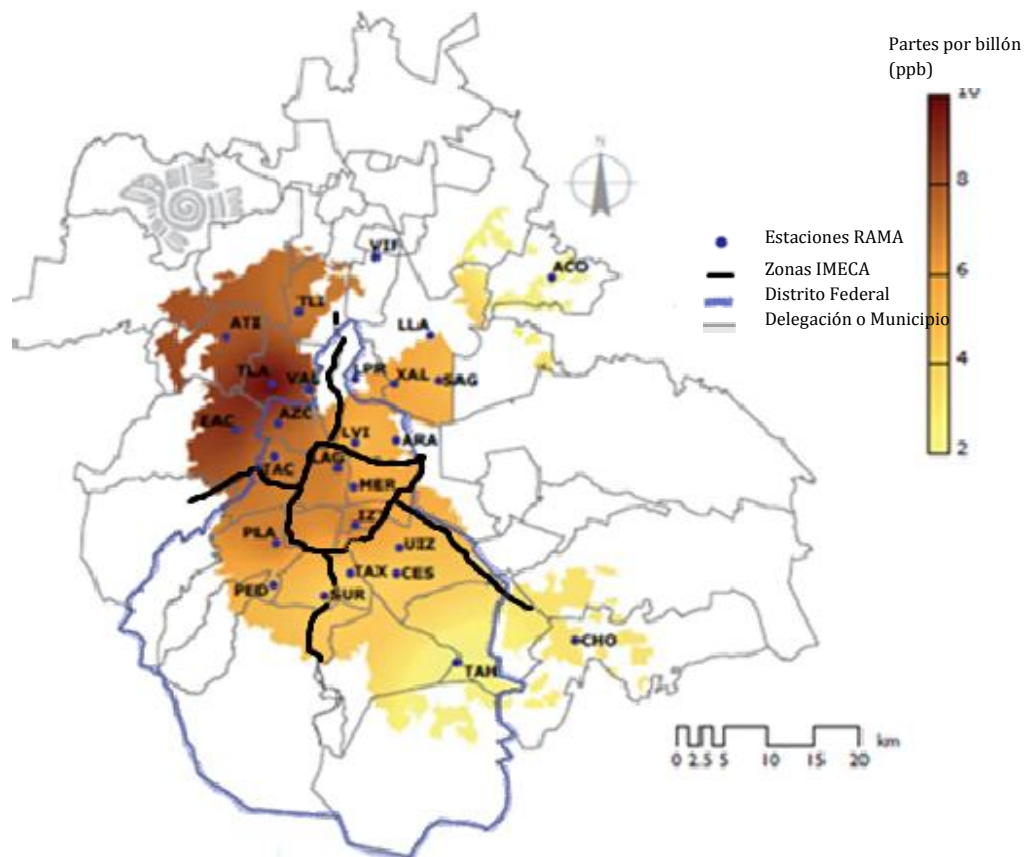 Partes por billón
(ppb)
10
8
6
4
2
N
Estaciones RAMA
Zonas IMECA
Distrito Federal
Delegación o Municipio
VIF
ACO
TLI
ATI
LLA
TLA
VAL
LPR
XAL
SAG
EAC
AZC
LVI
ARA
TAC
LAG
MER
IZT
PLA
UIZ
TAX
CES
PED
SUR
CHO
TAH
km
0 2.5 5 10 15 20